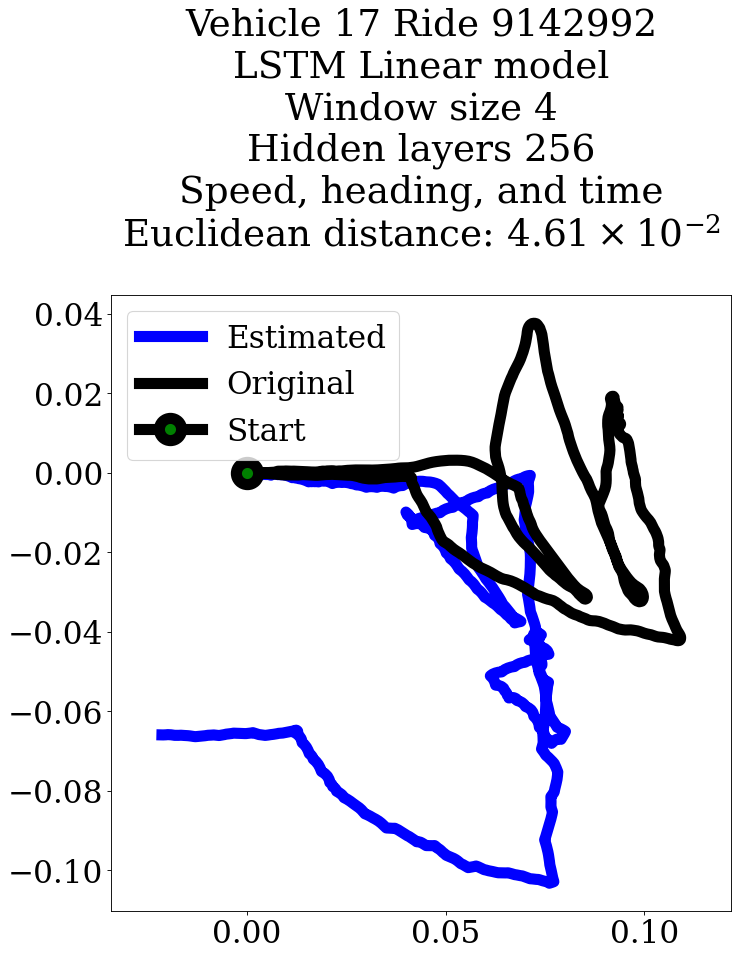 Vehicle 17 Ride 9142992
LSTM Linear model
Window size 4
Hidden layers 256
Speed, heading, and time
Euclidean distance: 4.61 × 10⁻²
Estimated
Original
Start
0.04
0.02
0.00
−0.02
−0.04
−0.06
−0.08
−0.10
0.00 0.05 0.10